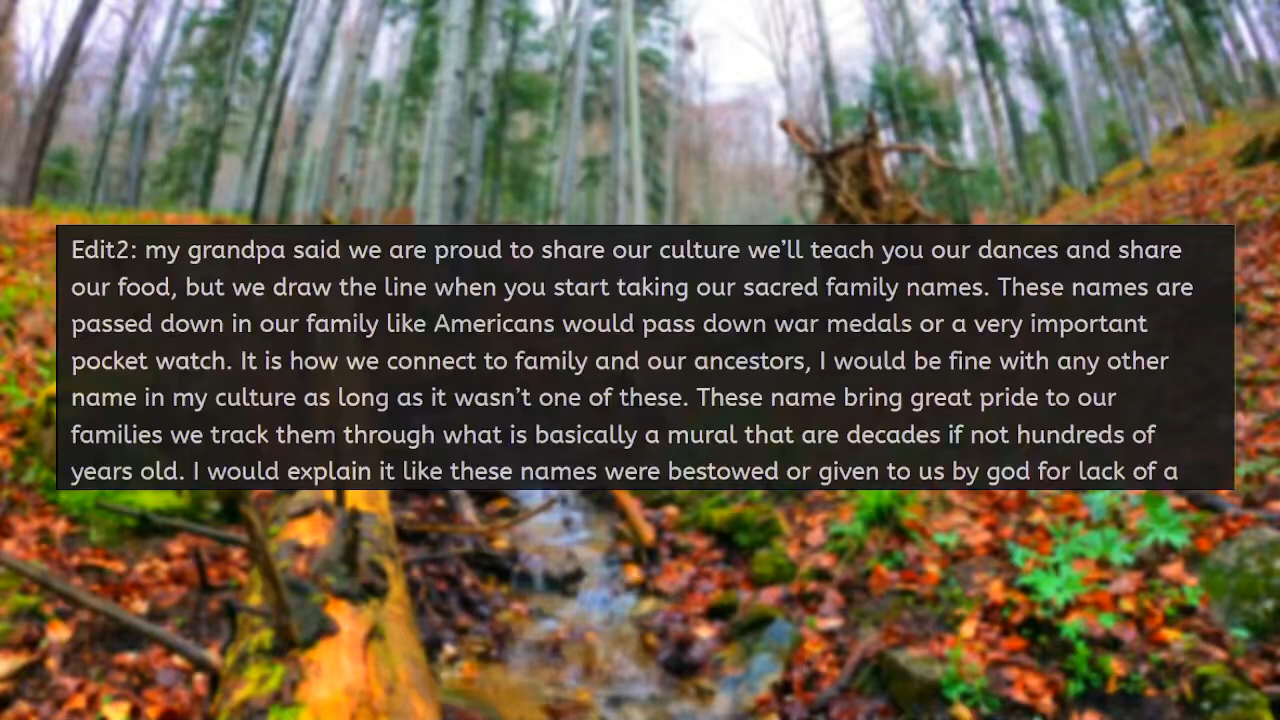 Edit2: my grandpa said we are proud to share our culture we’ll teach you our dances and share
our food, but we draw the line when you start taking our sacred family names. These names are
passed down in our family like Americans would pass down war medals or a very important
pocket watch. It is how we connect to family and our ancestors, I would be fine with any other
name in my culture as long as it wasn’t one of these. These name bring great pride to our
families we track them through what is basically a mural that are decades if not hundreds of
years old. I would explain it like these names were bestowed or given to us by god for lack of a